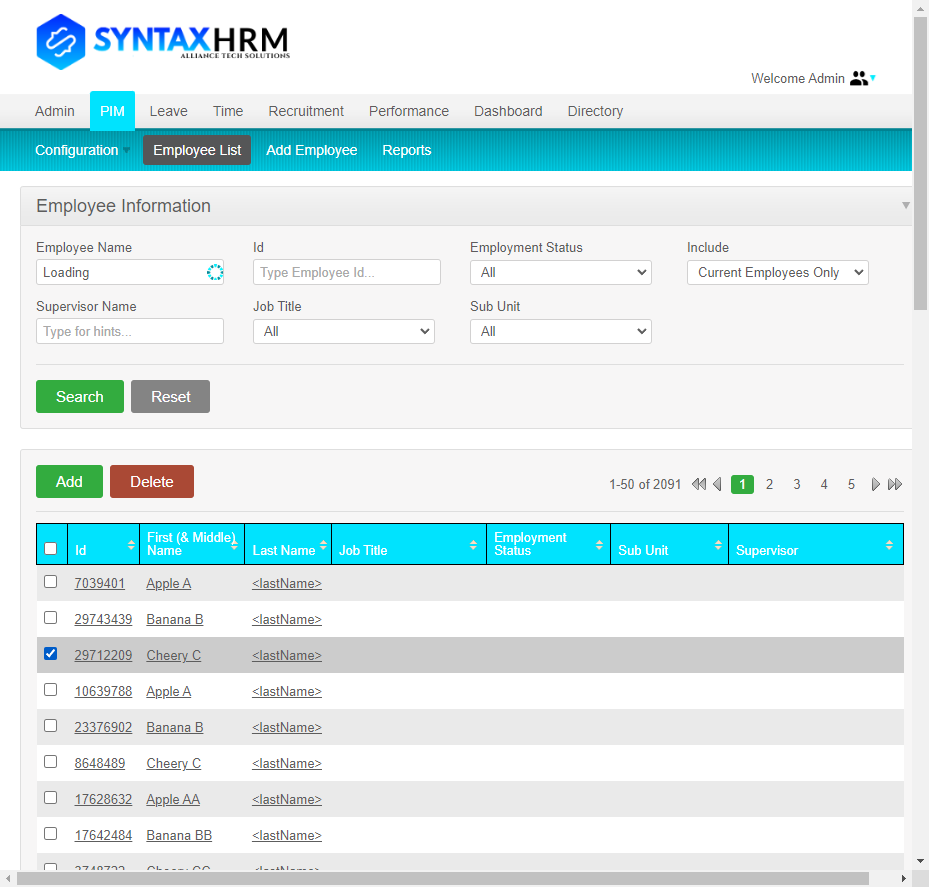 SYNTAXHRM
ALLIANCE TECH SOLUTIONS
Welcome Admin
Admin PIM Leave Time Recruitment Performance Dashboard Directory
Configuration Employee List Add Employee Reports
Employee Information
Employee Name Id Employment Status Include
Loading Type Employee Id... All Current Employees Only
Supervisor Name Job Title Sub Unit
Type for hints... All All
Search Reset
Add Delete 1-50 of 2091 1 2 3 4 5
Id First (& Middle) Name Last Name Job Title Employment Status Sub Unit Supervisor
7039401 Apple A <lastName>
29743439 Banana B <lastName>
29712209 Cheery C <lastName>
10639788 Apple A <lastName>
23376902 Banana B <lastName>
8648489 Cheery C <lastName>
17628632 Apple AA <lastName>
17642484 Banana BB <lastName>
Cheery CC <lastName>